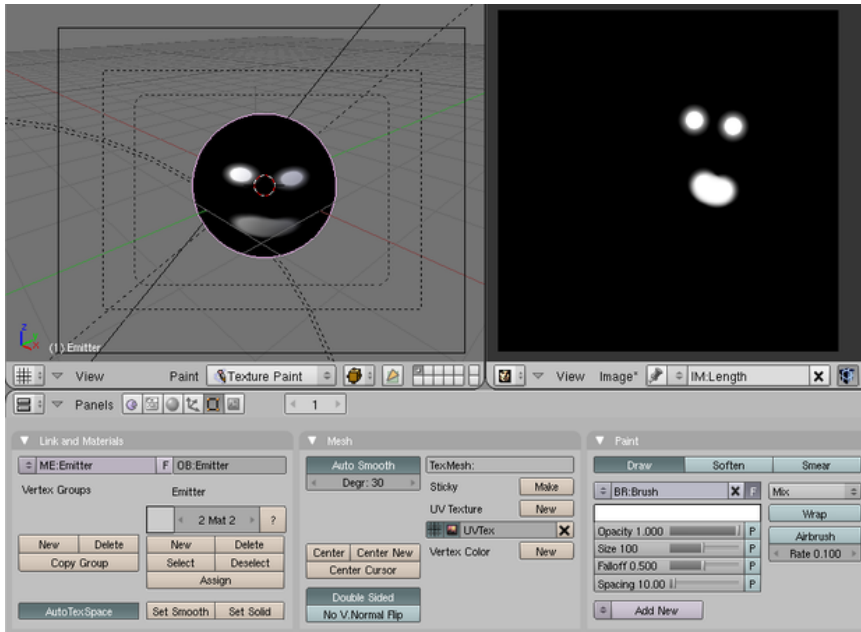 (1) Emitter
View Paint Texture Paint
View Image* IM:Length X
Panels 1
Link and Materials
ME:Emitter F OB:Emitter
Vertex Groups Emitter
2 Mat 2 ?
New Delete New Delete
Copy Group Select Deselect
Assign
AutoTexSpace Set Smooth Set Solid
Mesh
Auto Smooth TexMesh:
Degr: 30 Sticky Make
UV Texture New
UVTex X
Center Center New Vertex Color New
Center Cursor
Double Sided
No V.Normal Flip
Paint
Draw Soften Smear
BR:Brush X F Mix
Wrap
Opacity 1.000 P Airbrush
Size 100 P Rate 0.100
Falloff 0.500 P
Spacing 10.00 P
Add New